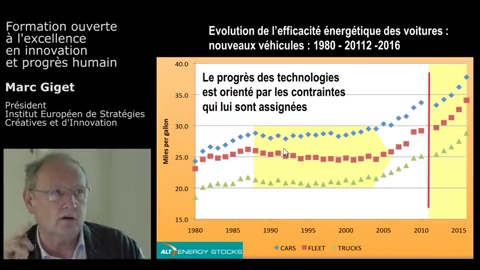 Formation ouverte
à l'excellence
en innovation
et progrès humain
Marc Giget
Président
Institut Européen de Stratégies
Créatives et d'Innovation
Evolution de l'efficacité énergétique des voitures :
nouveaux véhicules : 1980 - 20112 -2016
Le progrès des technologies
est orienté par les contraintes
qui lui sont assignées
Miles per gallon
40.0
35.0
30.0
25.0
20.0
15.0
1980 1985 1990 1995 2000 2005 2010 2015
ALT ENERGY STOCKS
CARS FLEET TRUCKS